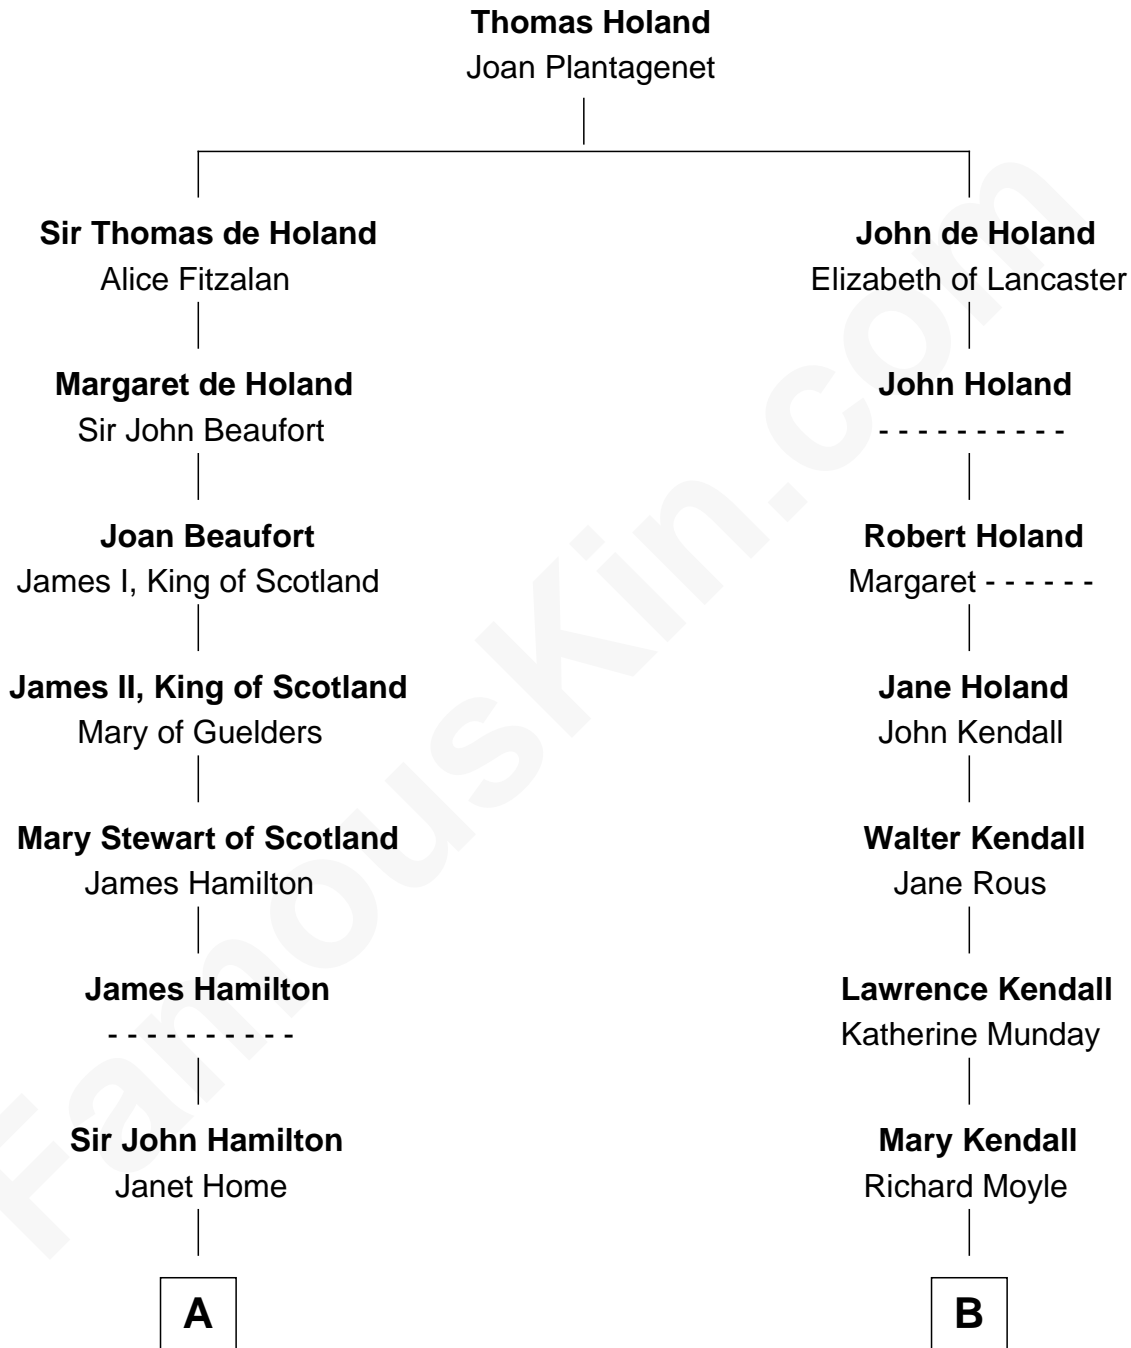 Thomas Holand
Joan Plantagenet
Sir Thomas de Holand
Alice Fitzalan
John de Holand
Elizabeth of Lancaster
Margaret de Holand
Sir John Beaufort
John Holand
- - - - - - - - - -
Joan Beaufort
James I, King of Scotland
Robert Holand
Margaret - - - - - -
James II, King of Scotland
Mary of Guelders
Jane Holand
John Kendall
Mary Stewart of Scotland
James Hamilton
Walter Kendall
Jane Rous
James Hamilton
- - - - - - - - - -
Lawrence Kendall
Katherine Munday
Sir John Hamilton
Janet Home
Mary Kendall
Richard Moyle
A
B
FamousKin.com